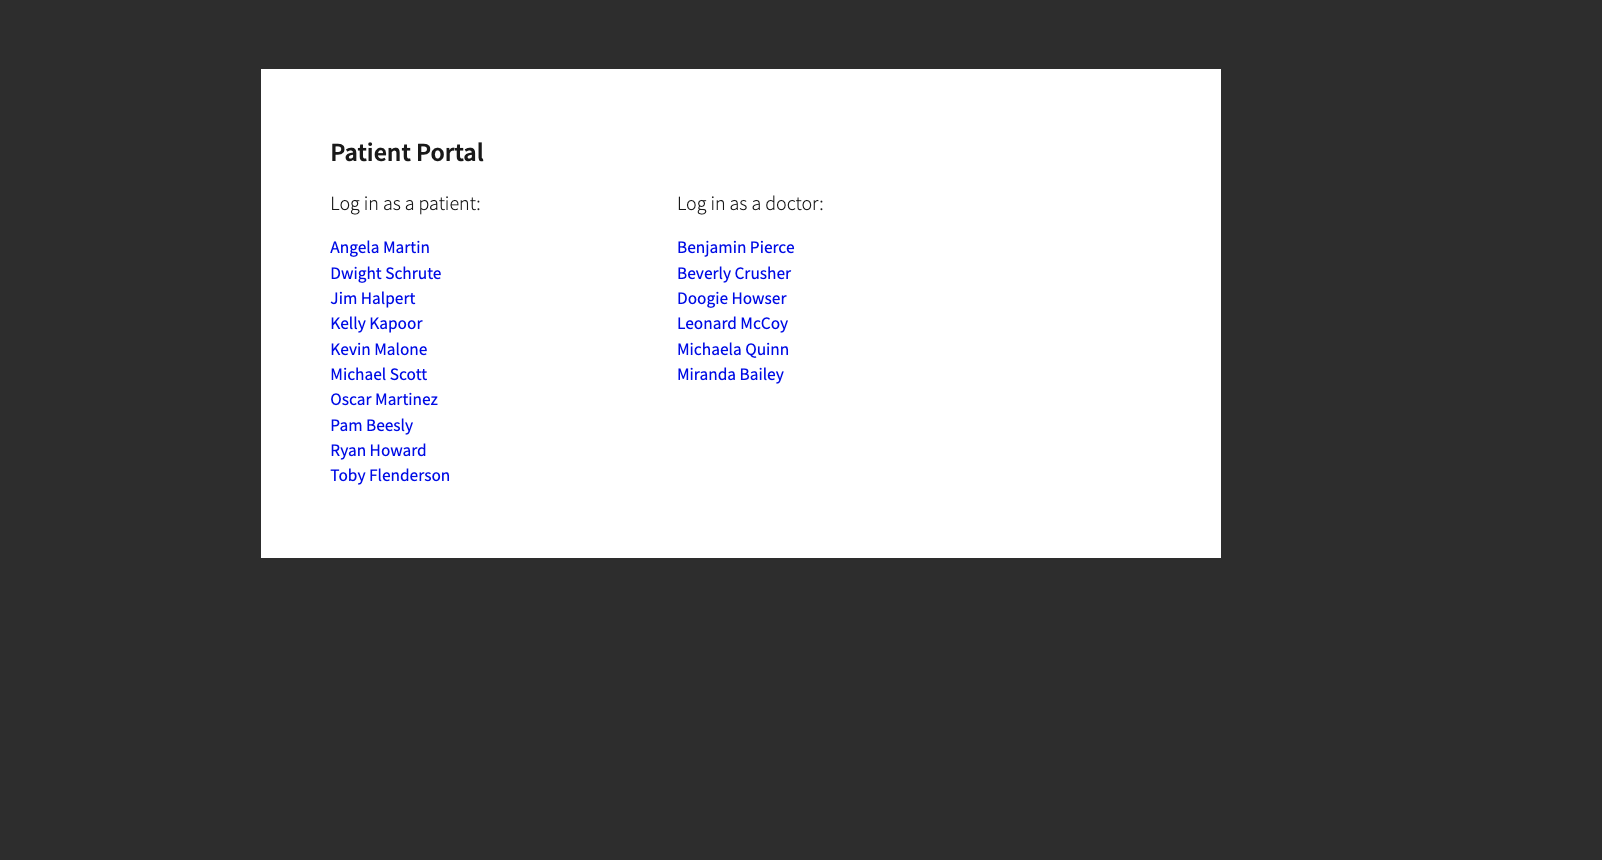 Patient Portal
Log in as a patient:
Angela Martin
Dwight Schrute
Jim Halpert
Kelly Kapoor
Kevin Malone
Michael Scott
Oscar Martinez
Pam Beesly
Ryan Howard
Toby Flenderson
Log in as a doctor:
Benjamin Pierce
Beverly Crusher
Doogie Howser
Leonard McCoy
Michaela Quinn
Miranda Bailey